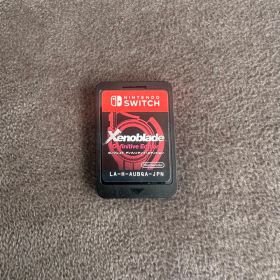 NINTENDO
SWITCH
Xenoblade
Definitive Edition
LA-H-AUBQA-JPN